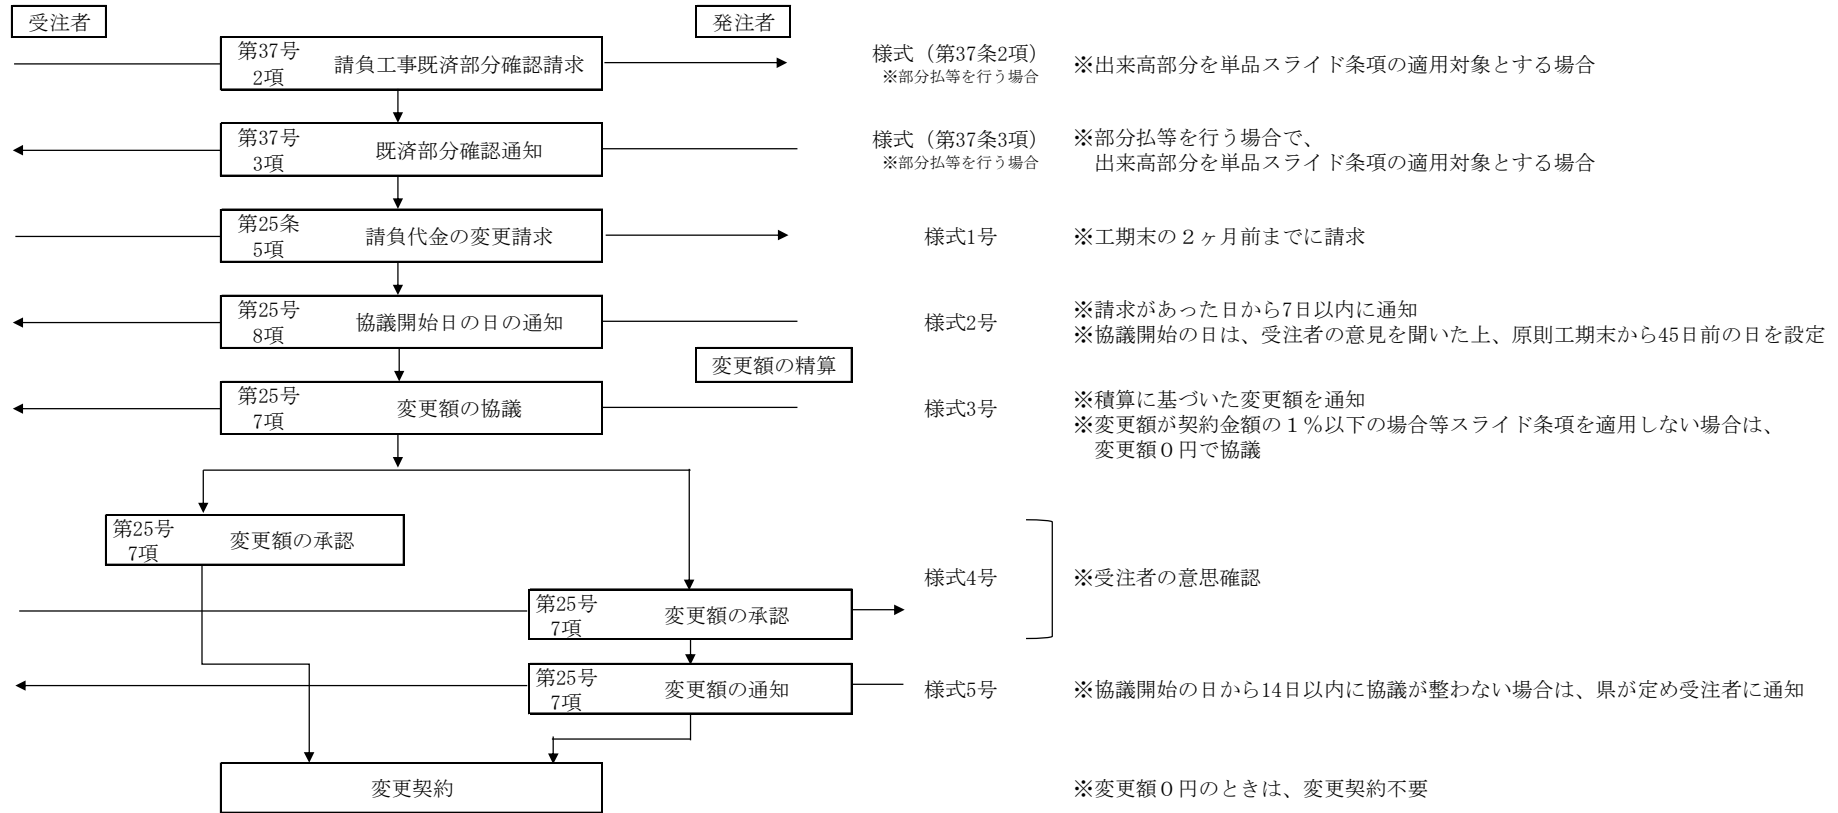 受注者
発注者
第37号
2項
請負工事既済部分確認請求
様式（第37条2項）
※部分払等を行う場合
※出来高部分を単品スライド条項の適用対象とする場合
第37号
3項
既済部分確認通知
様式（第37条3項）
※部分払等を行う場合
※部分払等を行う場合で、
出来高部分を単品スライド条項の適用対象とする場合
第25条
5項
請負代金の変更請求
様式1号
※工期末の２ヶ月前までに請求
第25号
8項
協議開始日の日の通知
様式2号
※請求があった日から7日以内に通知
※協議開始の日は、受注者の意見を聞いた上、原則工期末から45日前の日を設定
変更額の精算
第25号
7項
変更額の協議
様式3号
※積算に基づいた変更額を通知
※変更額が契約金額の１％以下の場合等スライド条項を適用しない場合は、
変更額０円で協議
第25号
7項
変更額の承認
様式4号
※受注者の意思確認
第25号
7項
変更額の承認
第25号
7項
変更額の通知
様式5号
※協議開始の日から14日以内に協議が整わない場合は、県が定め受注者に通知
変更契約
※変更額０円のときは、変更契約不要